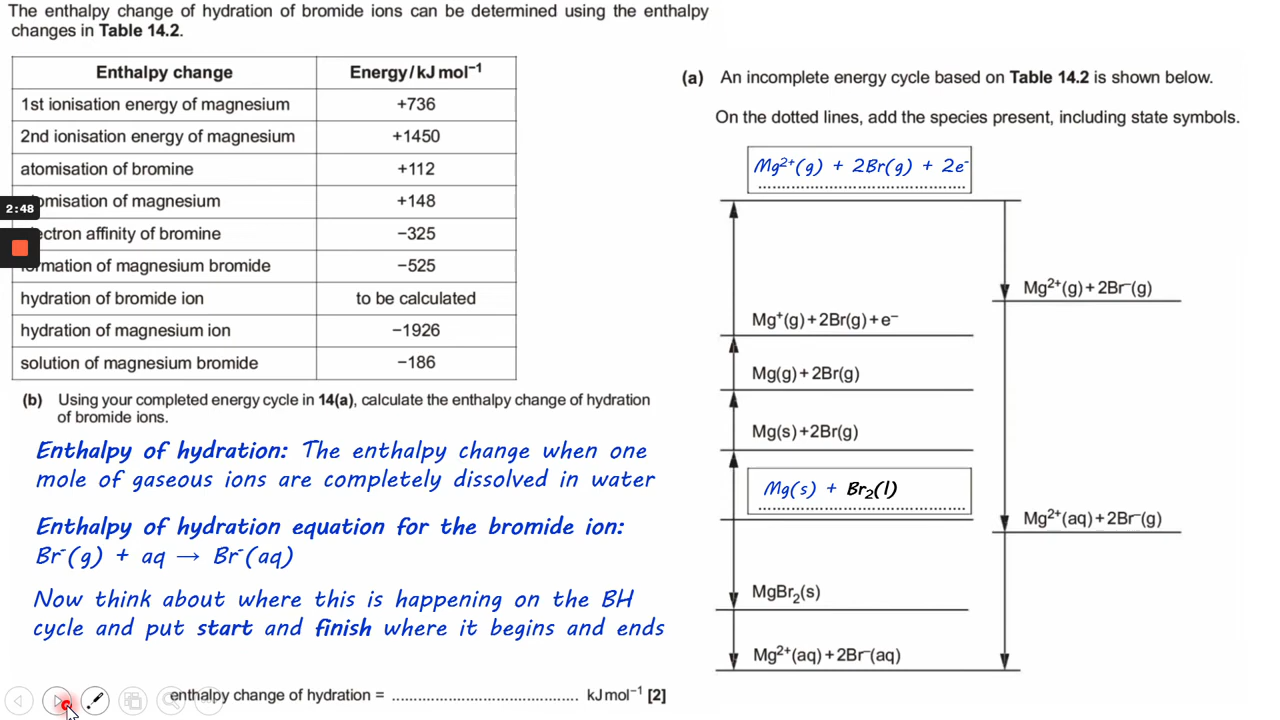 The enthalpy change of hydration of bromide ions can be determined using the enthalpy
changes in Table 14.2.
Enthalpy change Energy / kJ mol⁻¹
1st ionisation energy of magnesium +736
2nd ionisation energy of magnesium +1450
atomisation of bromine +112
omisation of magnesium +148
ectron affinity of bromine −325
rmation of magnesium bromide −525
hydration of bromide ion to be calculated
hydration of magnesium ion −1926
solution of magnesium bromide −186
2:48
(b) Using your completed energy cycle in 14(a), calculate the enthalpy change of hydration
of bromide ions.
Enthalpy of hydration: The enthalpy change when one
mole of gaseous ions are completely dissolved in water
Enthalpy of hydration equation for the bromide ion:
Br⁻(g) + aq → Br⁻(aq)
Now think about where this is happening on the BH
cycle and put start and finish where it begins and ends
enthalpy change of hydration = ............................................. kJ mol⁻¹ [2]
(a) An incomplete energy cycle based on Table 14.2 is shown below.
On the dotted lines, add the species present, including state symbols.
Mg²⁺(g) + 2Br(g) + 2e⁻
Mg²⁺(g) + 2Br⁻(g)
Mg⁺(g) + 2Br(g) + e⁻
Mg(g) + 2Br(g)
Mg(s) + 2Br(g)
Mg(s) + Br₂(l)
Mg²⁺(aq) + 2Br⁻(g)
MgBr₂(s)
Mg²⁺(aq) + 2Br⁻(aq)